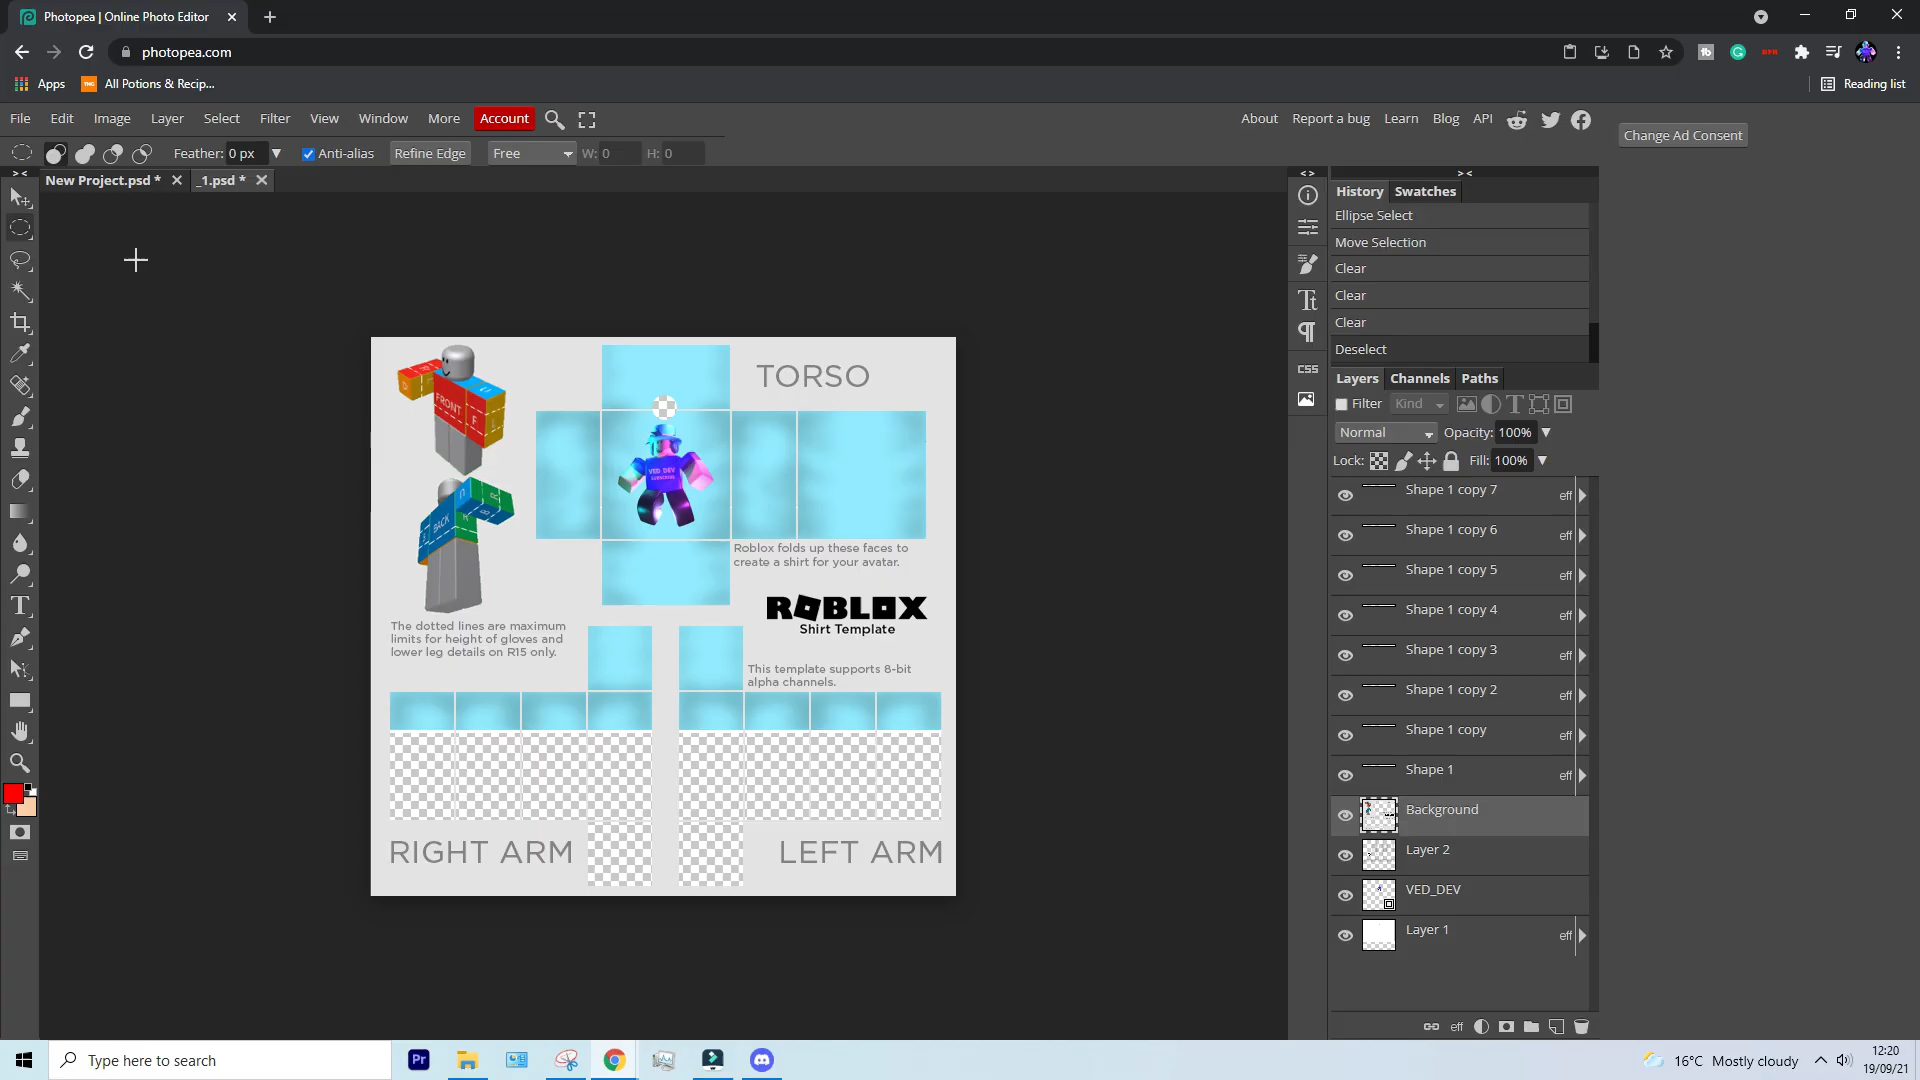 Photopea | Online Photo Editor
photopea.com
Apps
All Potions & Recip...
Reading list
File Edit Image Layer Select Filter View Window More Account
About Report a bug Learn Blog API
Change Ad Consent
Feather: 0 px
Anti-alias
Refine Edge
Free
W: 0
H: 0
New Project.psd *
_1.psd *
History Swatches
Ellipse Select
Move Selection
Clear
Clear
Clear
Deselect
Layers Channels Paths
Filter
Kind
Normal
Opacity: 100%
Lock:
Fill: 100%
Shape 1 copy 7
eff
Shape 1 copy 6
eff
Shape 1 copy 5
eff
Shape 1 copy 4
eff
Shape 1 copy 3
eff
Shape 1 copy 2
eff
Shape 1 copy
eff
Shape 1
eff
Background
Layer 2
VED_DEV
Layer 1
eff
eff
CSS
TORSO
FRONT
F
BACK
VED DEV
SUBSCRIBE
Roblox folds up these faces to
create a shirt for your avatar.
ROBLOX
Shirt Template
The dotted lines are maximum
limits for height of gloves and
lower leg details on R15 only.
This template supports 8-bit
alpha channels.
RIGHT ARM
LEFT ARM
Type here to search
Pr
16°C Mostly cloudy
12:20
19/09/21